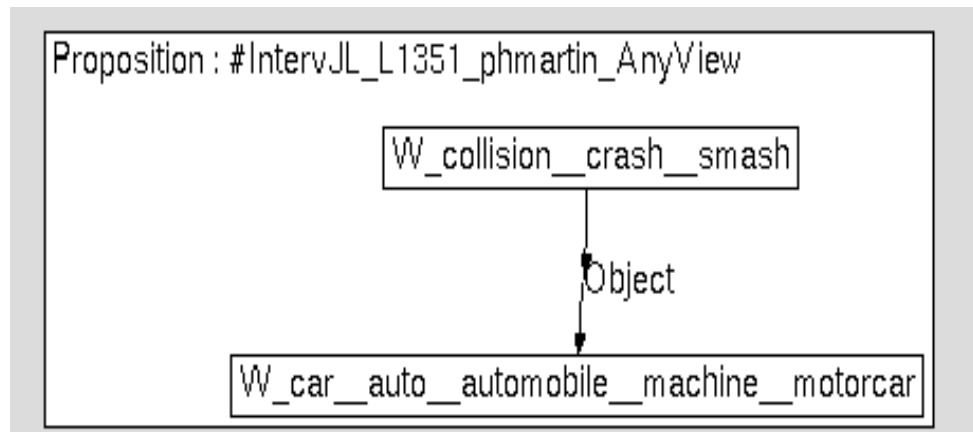 Proposition : #IntervJL_L1351_phmartin_AnyView
W_collision__crash__smash
Object
W_car__auto__automobile__machine__motorcar